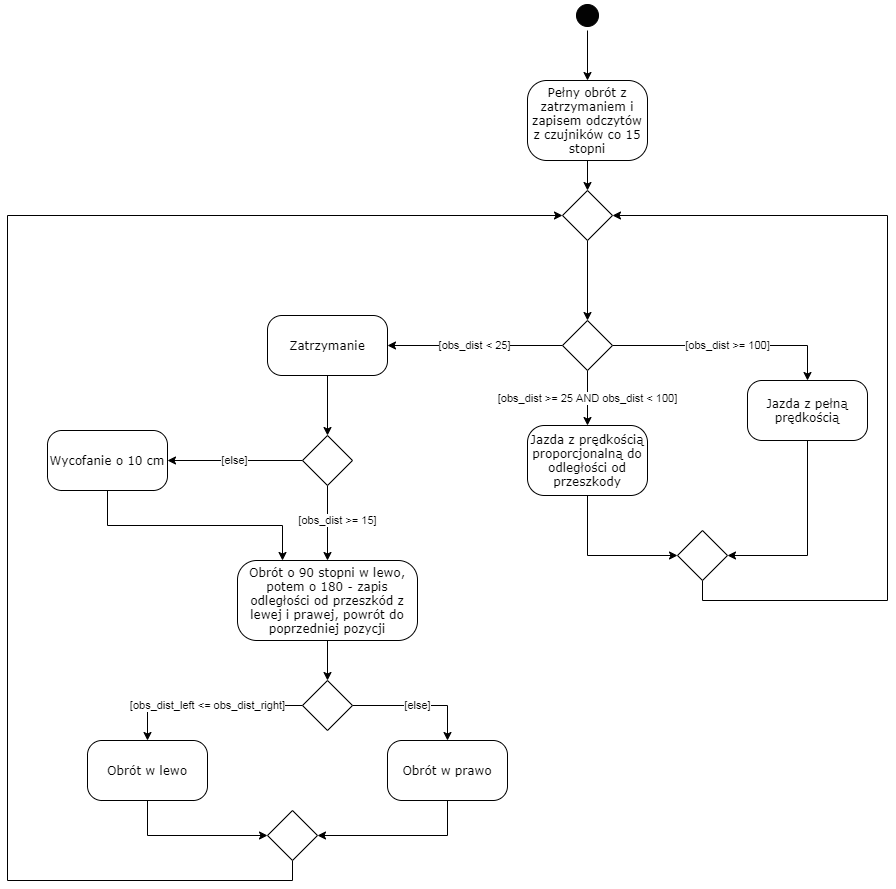 Pełny obrót z
zatrzymaniem i
zapisem odczytów
z czujników co 15
stopni
Zatrzymanie
[obs_dist < 25]
[obs_dist >= 100]
[obs_dist >= 25 AND obs_dist < 100]
Jazda z pełną
prędkością
Jazda z prędkością
proporcjonalną do
odległości od
przeszkody
Wycofanie o 10 cm
[else]
[obs_dist >= 15]
Obrót o 90 stopni w lewo,
potem o 180 - zapis
odległości od przeszkód z
lewej i prawej, powrót do
poprzedniej pozycji
[obs_dist_left <= obs_dist_right]
[else]
Obrót w lewo
Obrót w prawo